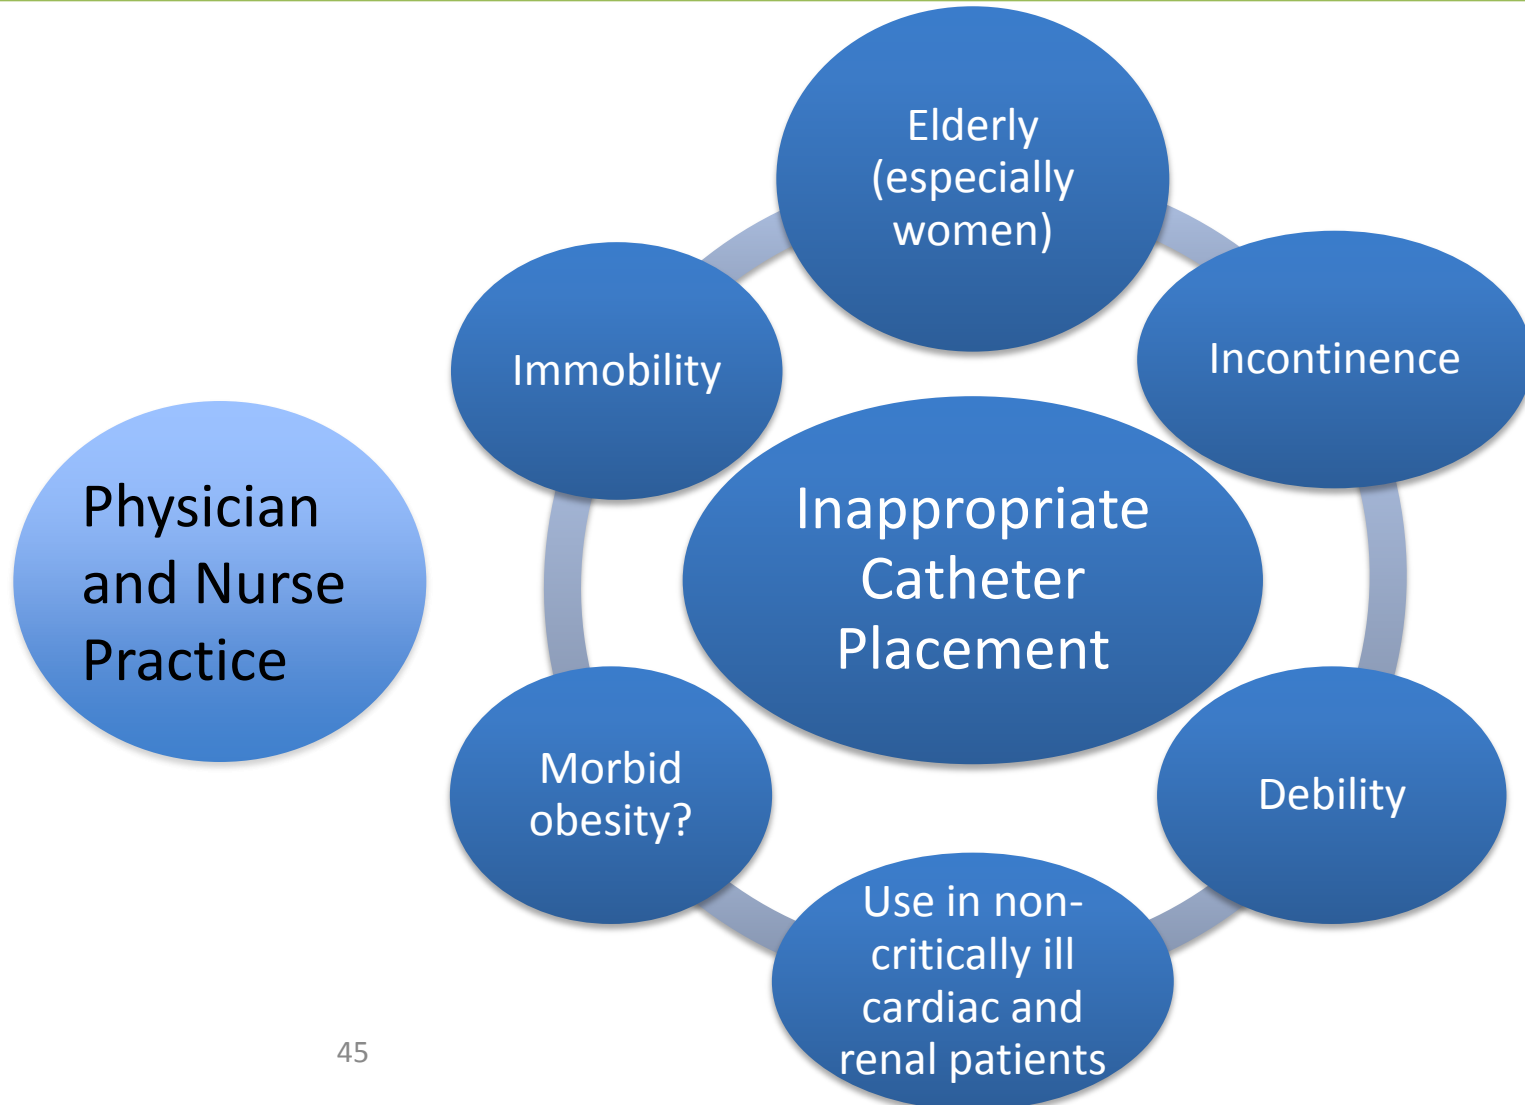 Elderly
(especially
women)
Immobility
Incontinence
Physician
and Nurse
Practice
Inappropriate
Catheter
Placement
Morbid
obesity?
Debility
Use in non-
critically ill
cardiac and
renal patients
45